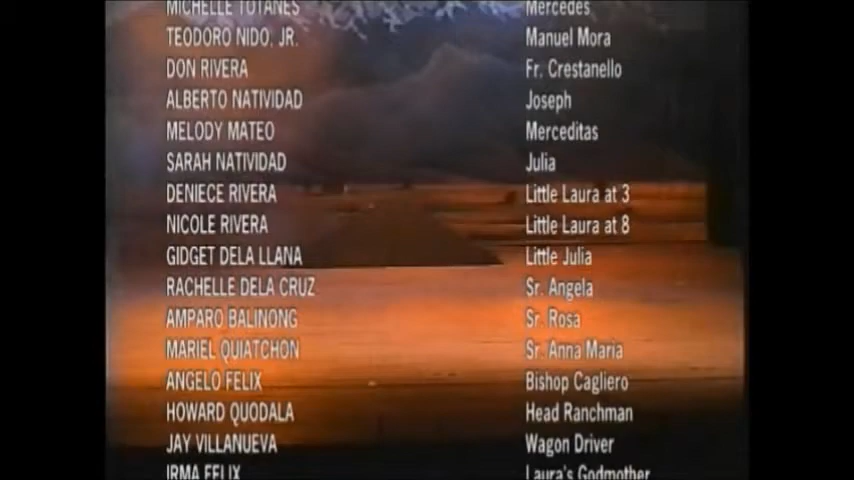 MICHELLE TOTANES Mercedes
TEODORO NIDO, JR. Manuel Mora
DON RIVERA Fr. Crestanello
ALBERTO NATIVIDAD Joseph
MELODY MATEO Merceditas
SARAH NATIVIDAD Julia
DENIECE RIVERA Little Laura at 3
NICOLE RIVERA Little Laura at 8
GIDGET DELA LLANA Little Julia
RACHELLE DELA CRUZ Sr. Angela
AMPARO BALINONG Sr. Rosa
MARIEL QUIATCHON Sr. Anna Maria
ANGELO FELIX Bishop Cagliero
HOWARD QUODALA Head Ranchman
JAY VILLANUEVA Wagon Driver
IRMA FELIX Laura's Godmother